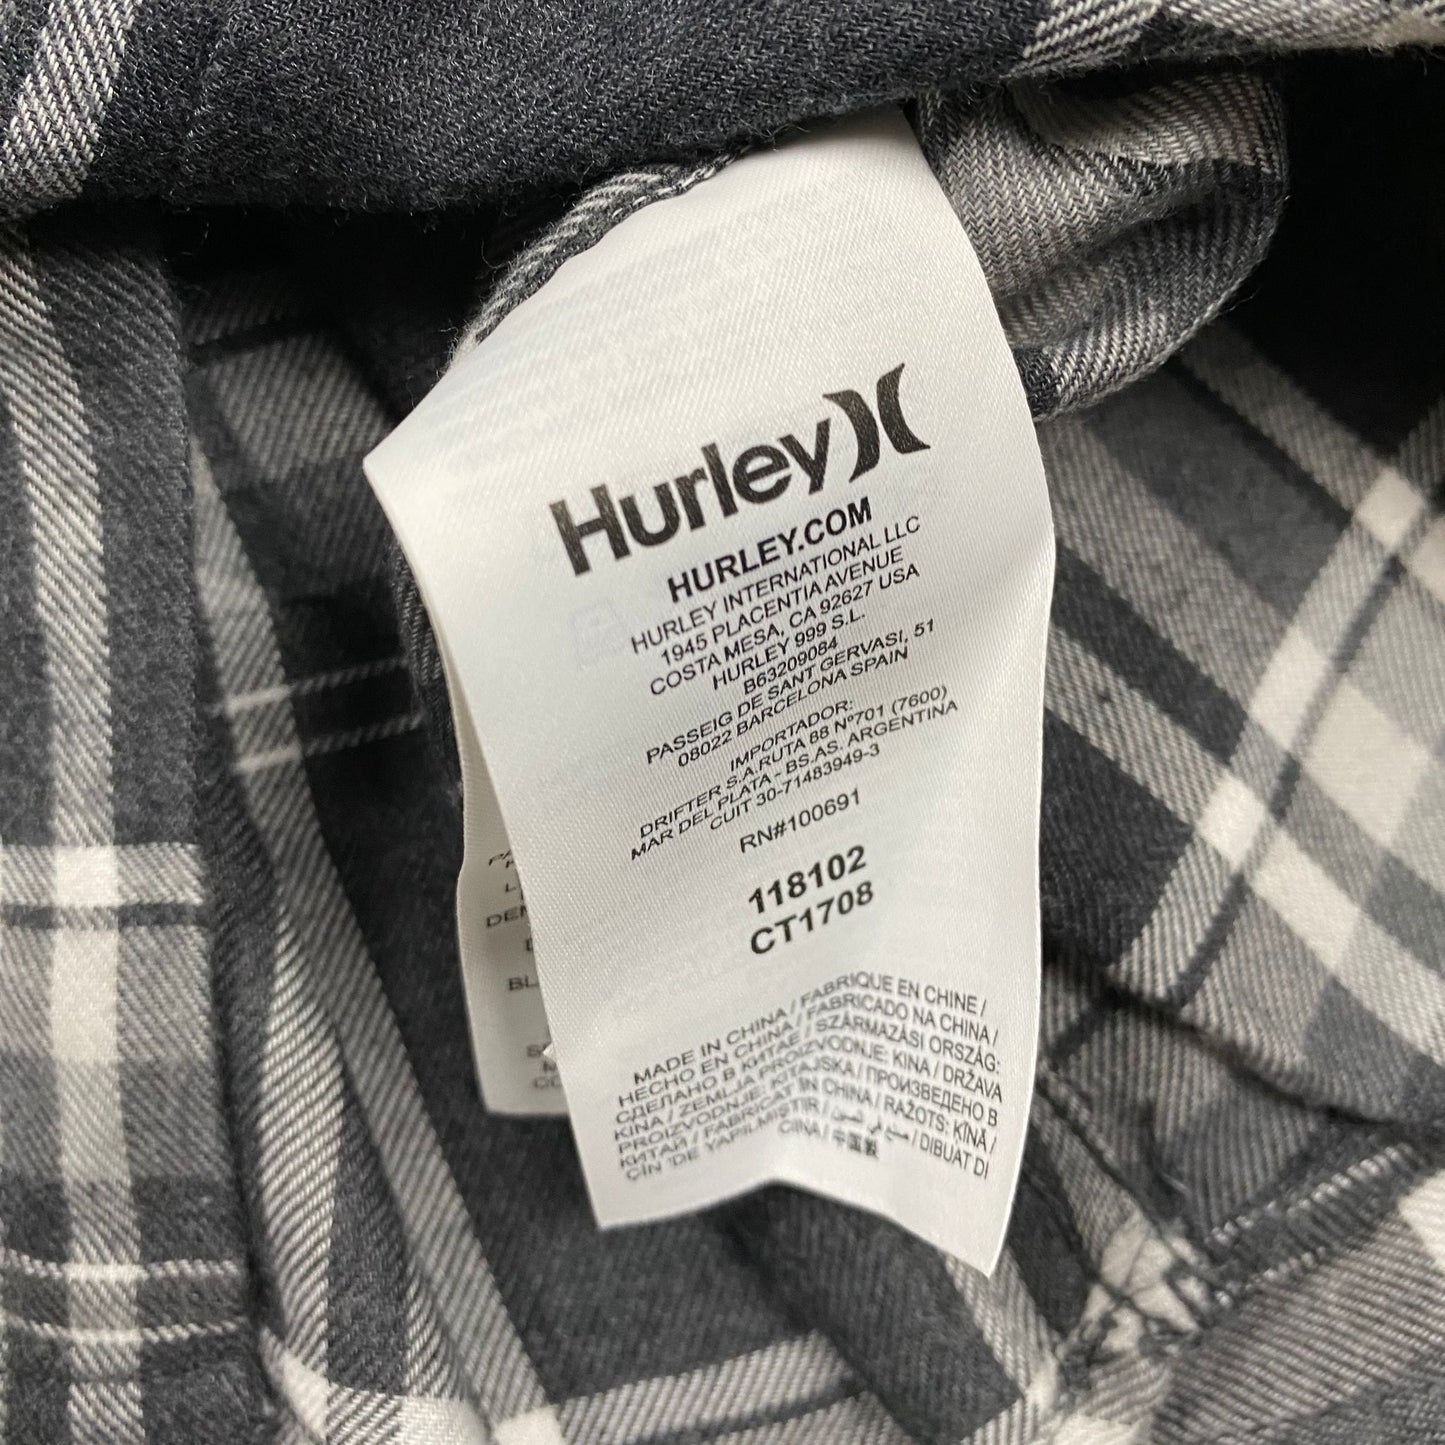 Hurley
HURLEY.COM
HURLEY INTERNATIONAL LLC
1945 PLACENTIA AVENUE
COSTA MESA, CA 92627 USA
HURLEY 999 S.L.
B63209084
PASSEIG DE SANT GERVASI, 51
08022 BARCELONA SPAIN
IMPORTADOR:
DRIFTER S.A RUTA 88 Nº701 (7600)
MAR DEL PLATA - BS.AS. ARGENTINA
CUIT 30-71483949-3
RN#100691
118102
CT1708
MADE IN CHINA / FABRIQUE EN CHINE /
HECHO EN CHINA / FABRICADO NA CHINA /
СДЕЛАНО В КИТАЕ / SZÁRMAZÁSI ORSZÁG:
KINA / ZEMLJA PROIZVODNJE: KINA / DRŽAVA
PROIZVODNJE: KITAJSKA / ПРОИЗВЕДЕНО В
КИТАЙ / FABRICAT ÎN CHINA / RAŽOTS: ĶĪNĀ /
ÇİN 'DE YAPILMIŞTIR / صنع في الصين / DIBUAT DI
CINA / 中国製